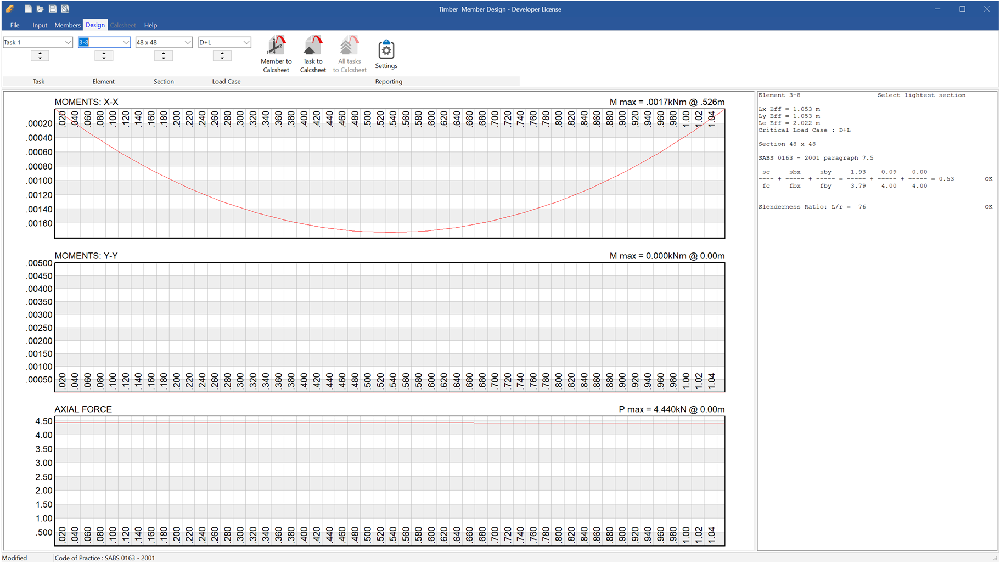 Timber  Member Design - Developer License
File Input Members Design Calcsheet Help
Task 1 3-8 48 x 48 D+L
Member to Calcsheet
Task to Calcsheet
All tasks to Calcsheet
Settings
Task Element Section Load Case Reporting
MOMENTS: X-X M max = .0017kNm @ .526m
.020 .040 .060 .080 .100 .120 .140 .160 .180 .200 .220 .240 .260 .280 .300 .320 .340 .360 .380 .400 .420 .440 .460 .480 .500 .520 .540 .560 .580 .600 .620 .640 .660 .680 .700 .720 .740 .760 .780 .800 .820 .840 .860 .880 .900 .920 .940 .960 .980 1.00 1.02 1.04
.00020
.00040
.00060
.00080
.00100
.00120
.00140
.00160
MOMENTS: Y-Y M max = 0.000kNm @ 0.00m
.00500
.00450
.00400
.00350
.00300
.00250
.00200
.00150
.00100
.00050
.020 .040 .060 .080 .100 .120 .140 .160 .180 .200 .220 .240 .260 .280 .300 .320 .340 .360 .380 .400 .420 .440 .460 .480 .500 .520 .540 .560 .580 .600 .620 .640 .660 .680 .700 .720 .740 .760 .780 .800 .820 .840 .860 .880 .900 .920 .940 .960 .980 1.00 1.02 1.04
AXIAL FORCE P max = 4.440kN @ 0.00m
4.50
4.00
3.50
3.00
2.50
2.00
1.50
1.00
.500
.020 .040 .060 .080 .100 .120 .140 .160 .180 .200 .220 .240 .260 .280 .300 .320 .340 .360 .380 .400 .420 .440 .460 .480 .500 .520 .540 .560 .580 .600 .620 .640 .660 .680 .700 .720 .740 .760 .780 .800 .820 .840 .860 .880 .900 .920 .940 .960 .980 1.00 1.02 1.04
Element 3-8 Select lightest section
Lx Eff = 1.053 m
Ly Eff = 1.053 m
Le Eff = 2.022 m
Critical Load Case : D+L
Section 48 x 48
SABS 0163 - 2001 paragraph 7.5
sc sbx sby 1.93 0.09 0.00
---- + ----- + ----- = ----- + ----- + ----- = 0.53 OK
fc fbx fby 3.79 4.00 4.00
Slenderness Ratio: L/r = 76 OK
Modified Code of Practice : SABS 0163 - 2001